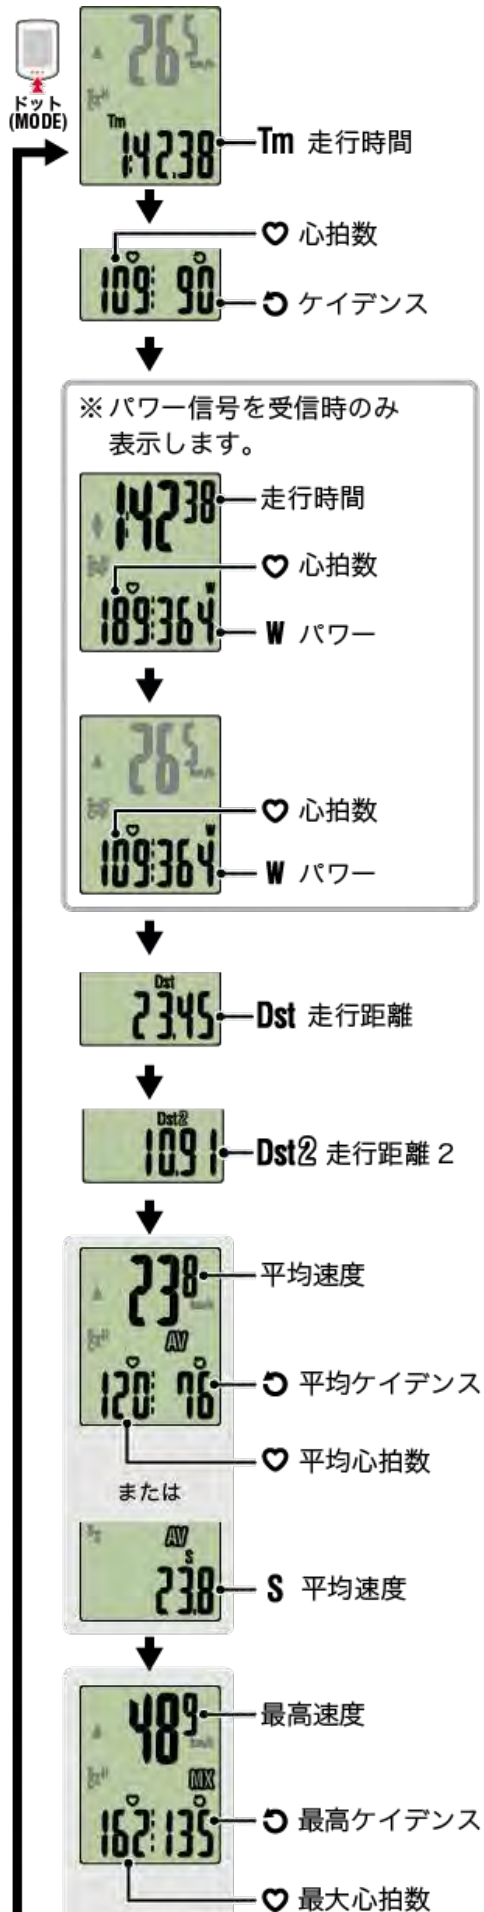 26.5
km/h
ドット
(MODE)
Tm
1:42.38
Tm 走行時間
♡ 心拍数
109 90
ケイデンス
※ パワー信号を受信時のみ
表示します。
1:42 38
走行時間
♡ 心拍数
W
189 364
W パワー
26.5
km/h
♡ 心拍数
W
109 364
W パワー
Dst
23.45
Dst 走行距離
Dst2
10.91
Dst2 走行距離 2
23.8
km/h
平均速度
AV
120 76
平均ケイデンス
♡ 平均心拍数
または
AV
S
23.8
S 平均速度
48.9
km/h
最高速度
MX
162 135
最高ケイデンス
♡ 最大心拍数